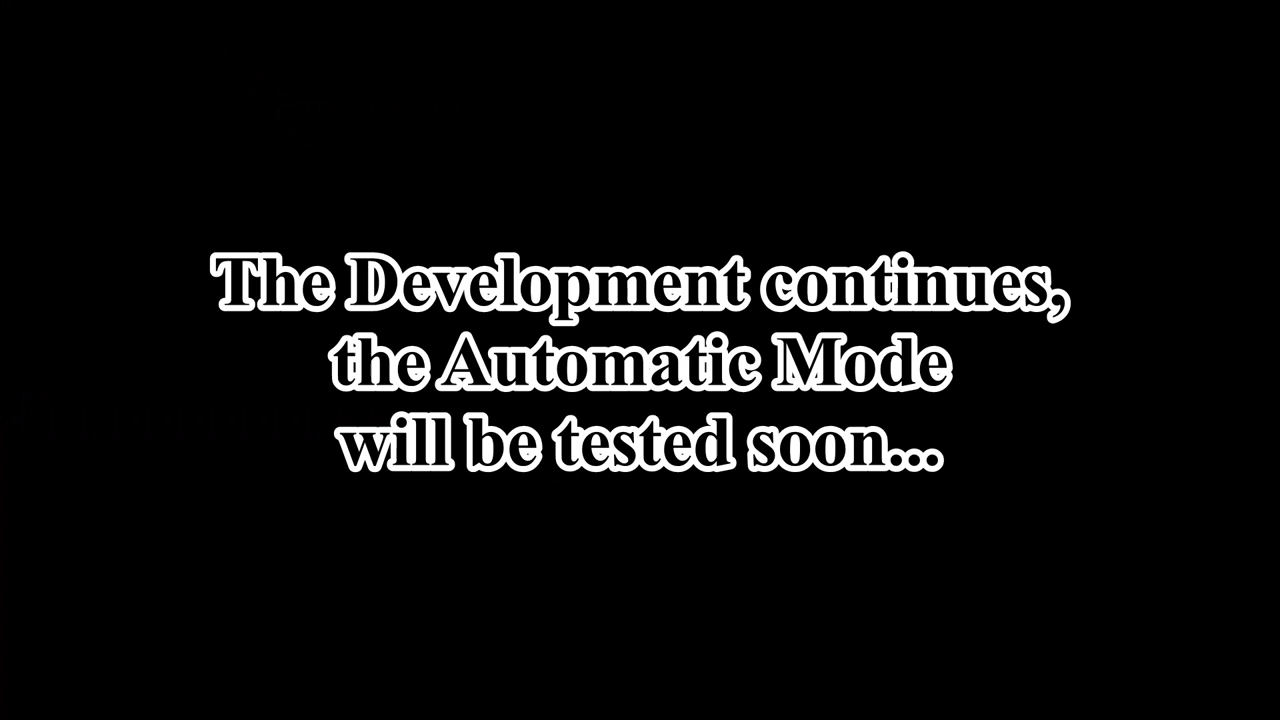 The Development continues,
the Automatic Mode
will be tested soon...